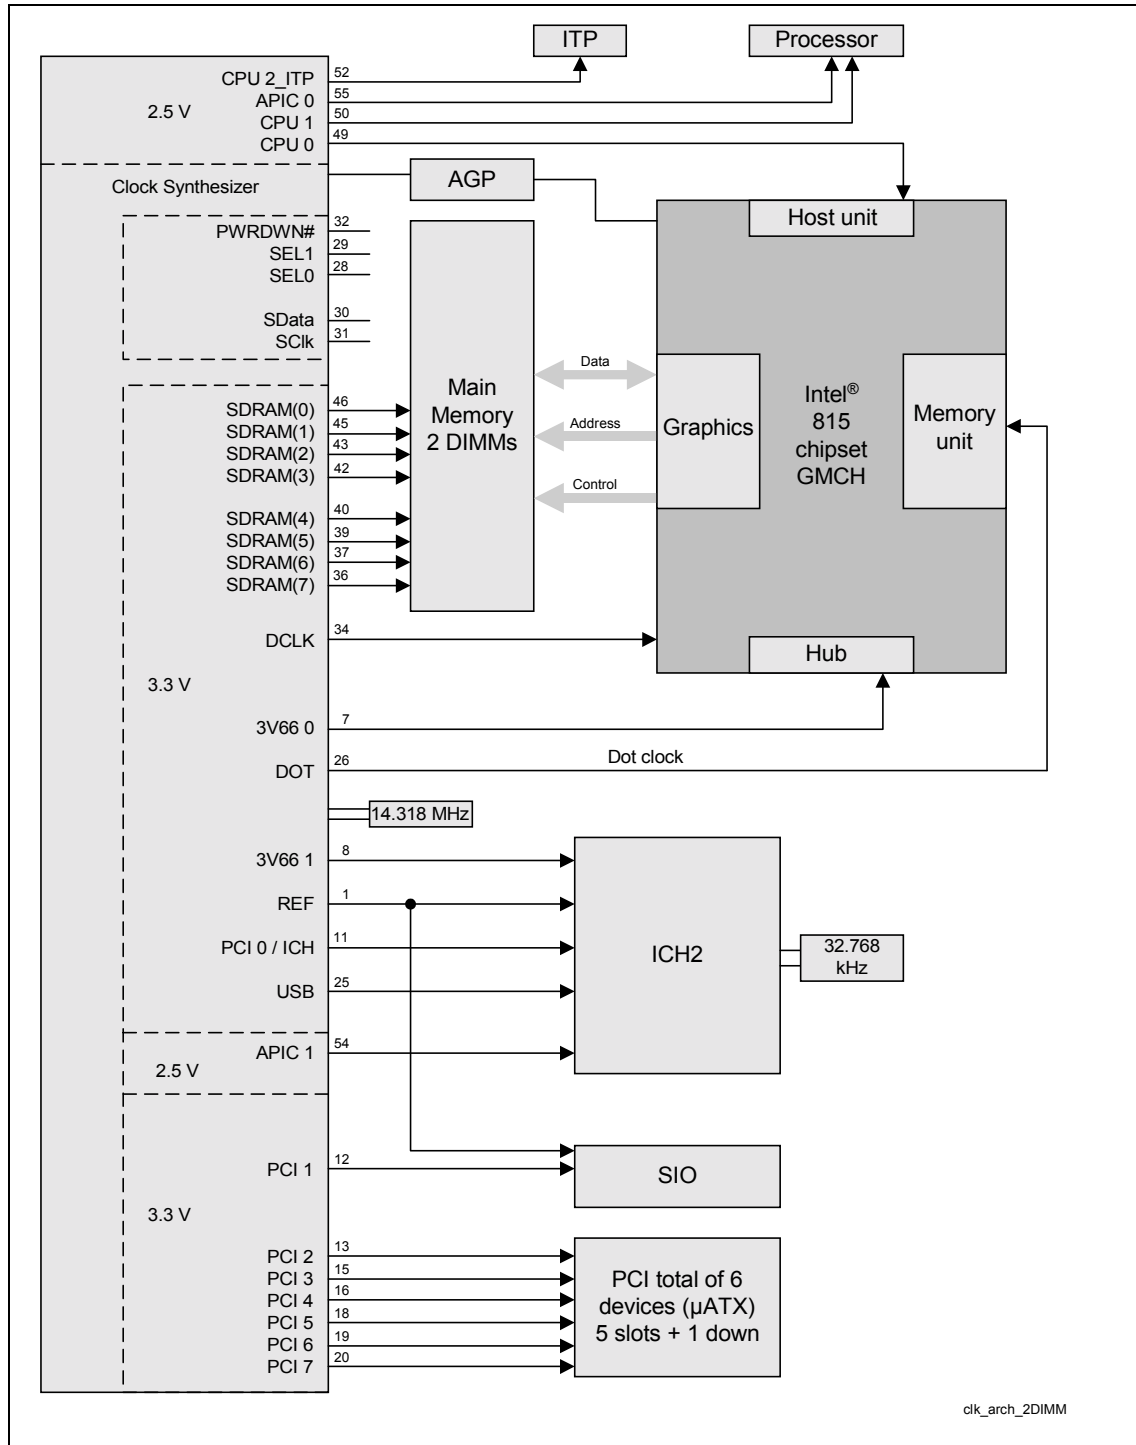 ITP
Processor
CPU 2_ITP 52
APIC 0 55
2.5 V
CPU 1 50
CPU 0 49
Clock Synthesizer
AGP
Host unit
PWRDWN# 32
SEL1 29
SEL0 28
SData 30
SClk 31
Main
Memory
2 DIMMs
Data
Address
Control
Graphics
Intel®
815
chipset
GMCH
Memory
unit
SDRAM(0) 46
SDRAM(1) 45
SDRAM(2) 43
SDRAM(3) 42
SDRAM(4) 40
SDRAM(5) 39
SDRAM(6) 37
SDRAM(7) 36
DCLK 34
Hub
3.3 V
3V66 0 7
DOT 26
Dot clock
14.318 MHz
3V66 1 8
REF 1
PCI 0 / ICH 11
USB 25
ICH2
32.768
kHz
APIC 1 54
2.5 V
PCI 1 12
SIO
3.3 V
PCI 2 13
PCI 3 15
PCI 4 16
PCI 5 18
PCI 6 19
PCI 7 20
PCI total of 6
devices (µATX)
5 slots + 1 down
clk_arch_2DIMM